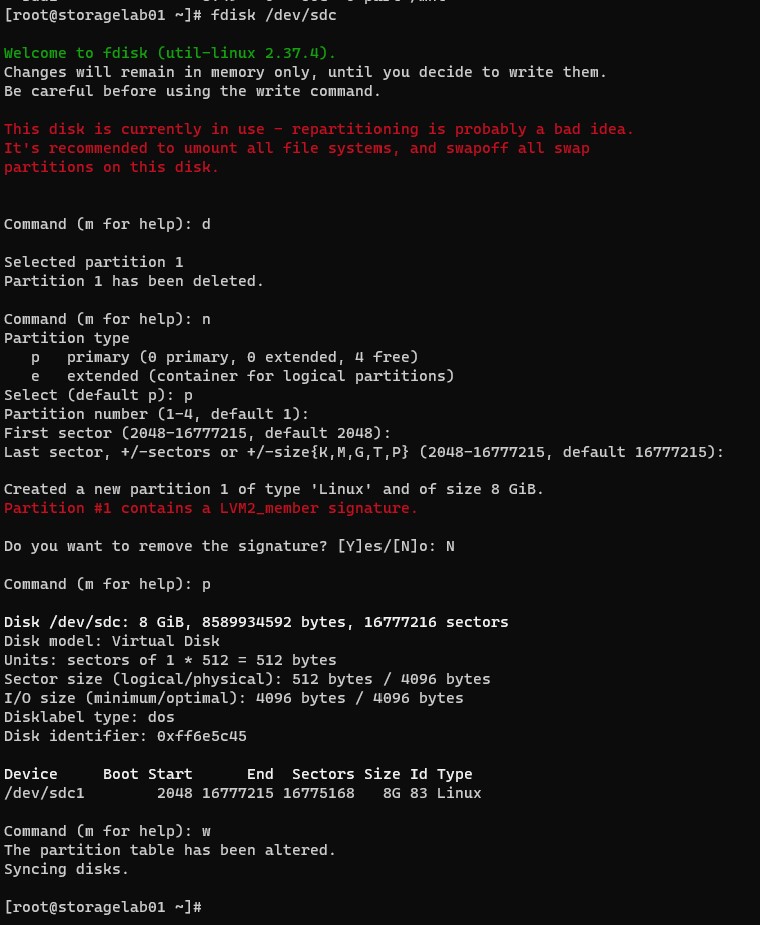 [root@storagelab01 ~]# fdisk /dev/sdc
Welcome to fdisk (util-linux 2.37.4).
Changes will remain in memory only, until you decide to write them.
Be careful before using the write command.
This disk is currently in use - repartitioning is probably a bad idea.
It's recommended to umount all file systems, and swapoff all swap
partitions on this disk.
Command (m for help): d
Selected partition 1
Partition 1 has been deleted.
Command (m for help): n
Partition type
   p   primary (0 primary, 0 extended, 4 free)
   e   extended (container for logical partitions)
Select (default p): p
Partition number (1-4, default 1):
First sector (2048-16777215, default 2048):
Last sector, +/-sectors or +/-size{K,M,G,T,P} (2048-16777215, default 16777215):
Created a new partition 1 of type 'Linux' and of size 8 GiB.
Partition #1 contains a LVM2_member signature.
Do you want to remove the signature? [Y]es/[N]o: N
Command (m for help): p
Disk /dev/sdc: 8 GiB, 8589934592 bytes, 16777216 sectors
Disk model: Virtual Disk
Units: sectors of 1 * 512 = 512 bytes
Sector size (logical/physical): 512 bytes / 4096 bytes
I/O size (minimum/optimal): 4096 bytes / 4096 bytes
Disklabel type: dos
Disk identifier: 0xff6e5c45
Device     Boot Start      End  Sectors Size Id Type
/dev/sdc1        2048 16777215 16775168   8G 83 Linux
Command (m for help): w
The partition table has been altered.
Syncing disks.
[root@storagelab01 ~]#